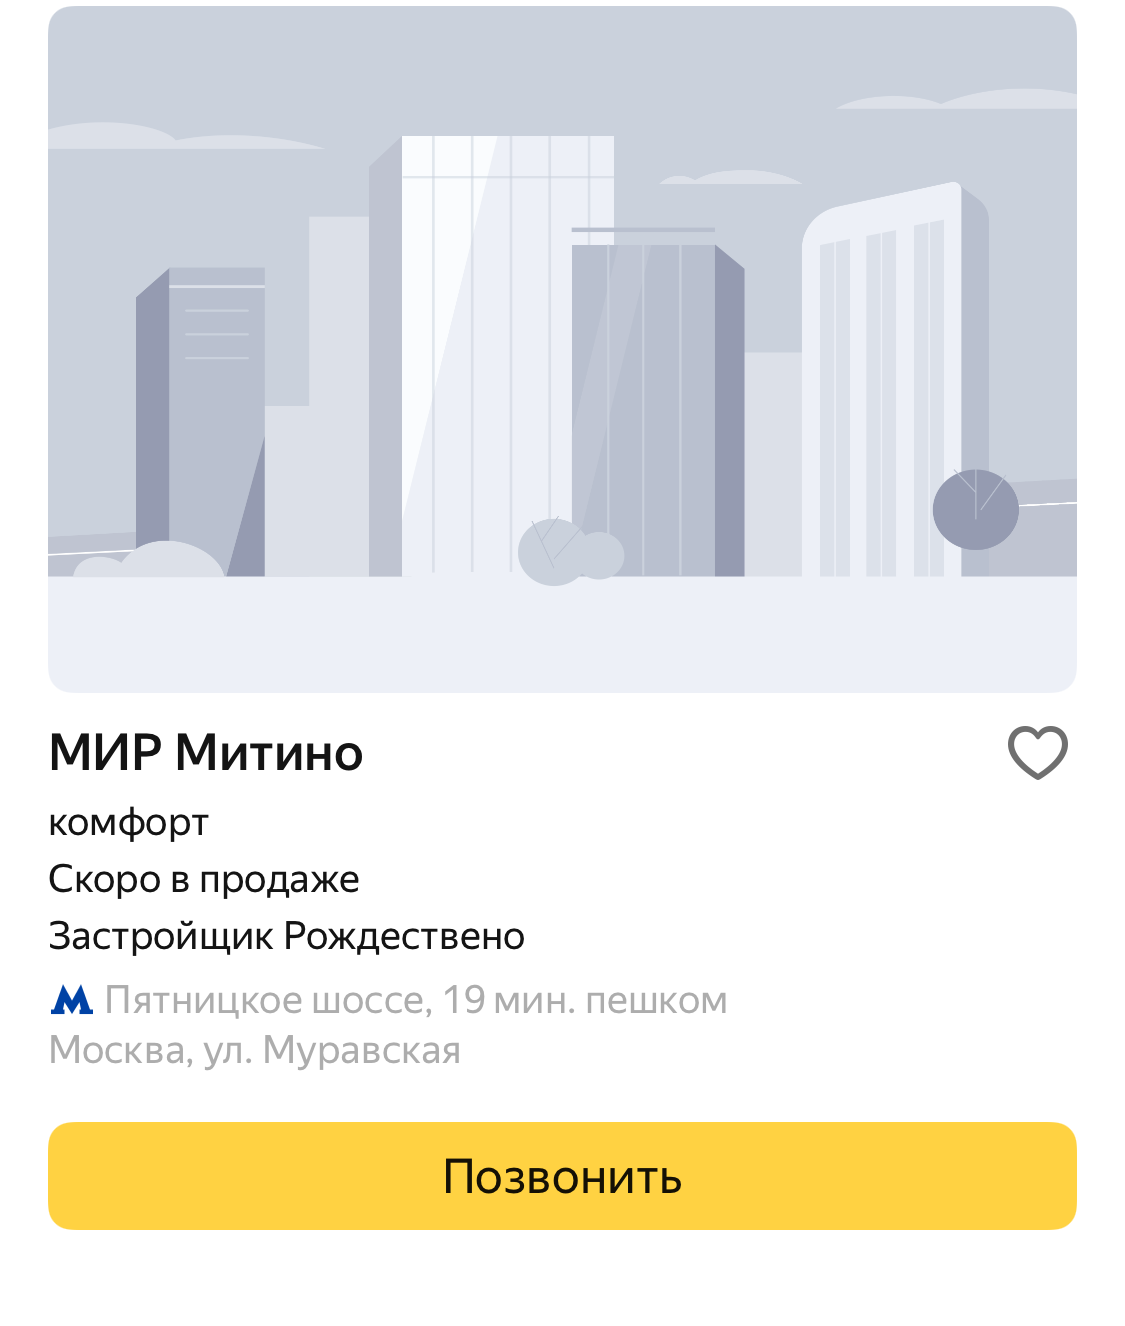 МИР Митино
комфорт
Скоро в продаже
Застройщик Рождествено
Пятницкое шоссе, 19 мин. пешком
Москва, ул. Муравская
Позвонить